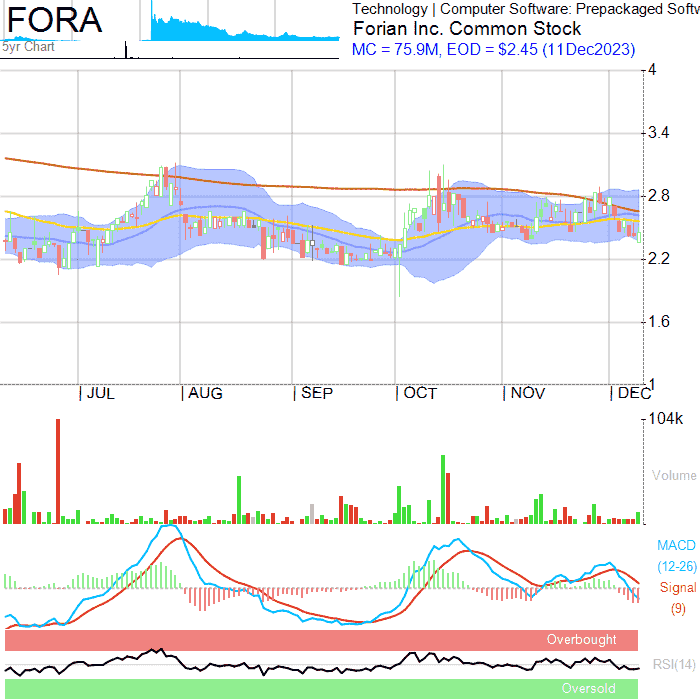 FORA
5yr Chart
Technology | Computer Software: Prepackaged Softw
Forian Inc. Common Stock
MC = 75.9M, EOD = $2.45 (11Dec2023)
4
3.4
2.8
2.2
1.6
1
| JUL | AUG | SEP | OCT | NOV | DEC
104k
Volume
MACD
(12-26)
Signal
(9)
Overbought
RSI(14)
Oversold